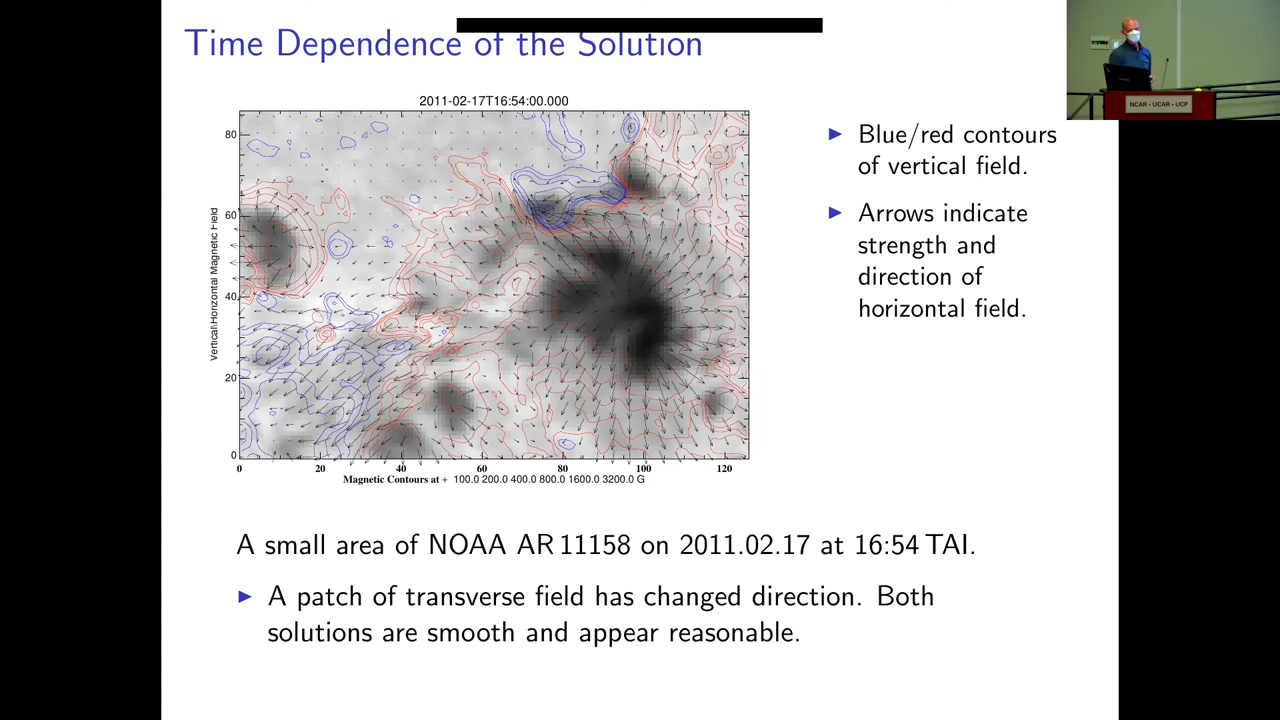 Time Dependence of the Solution
2011-02-17T16:54:00.000
Vertical\Horizontal Magnetic Field
80
60
40
20
0
0 20 40 60 80 100 120
Magnetic Contours at + 100.0 200.0 400.0 800.0 1600.0 3200.0 G
► Blue/red contours
of vertical field.
► Arrows indicate
strength and
direction of
horizontal field.
A small area of NOAA AR 11158 on 2011.02.17 at 16:54 TAI.
► A patch of transverse field has changed direction. Both
solutions are smooth and appear reasonable.
NCAR • UCAR • UCP